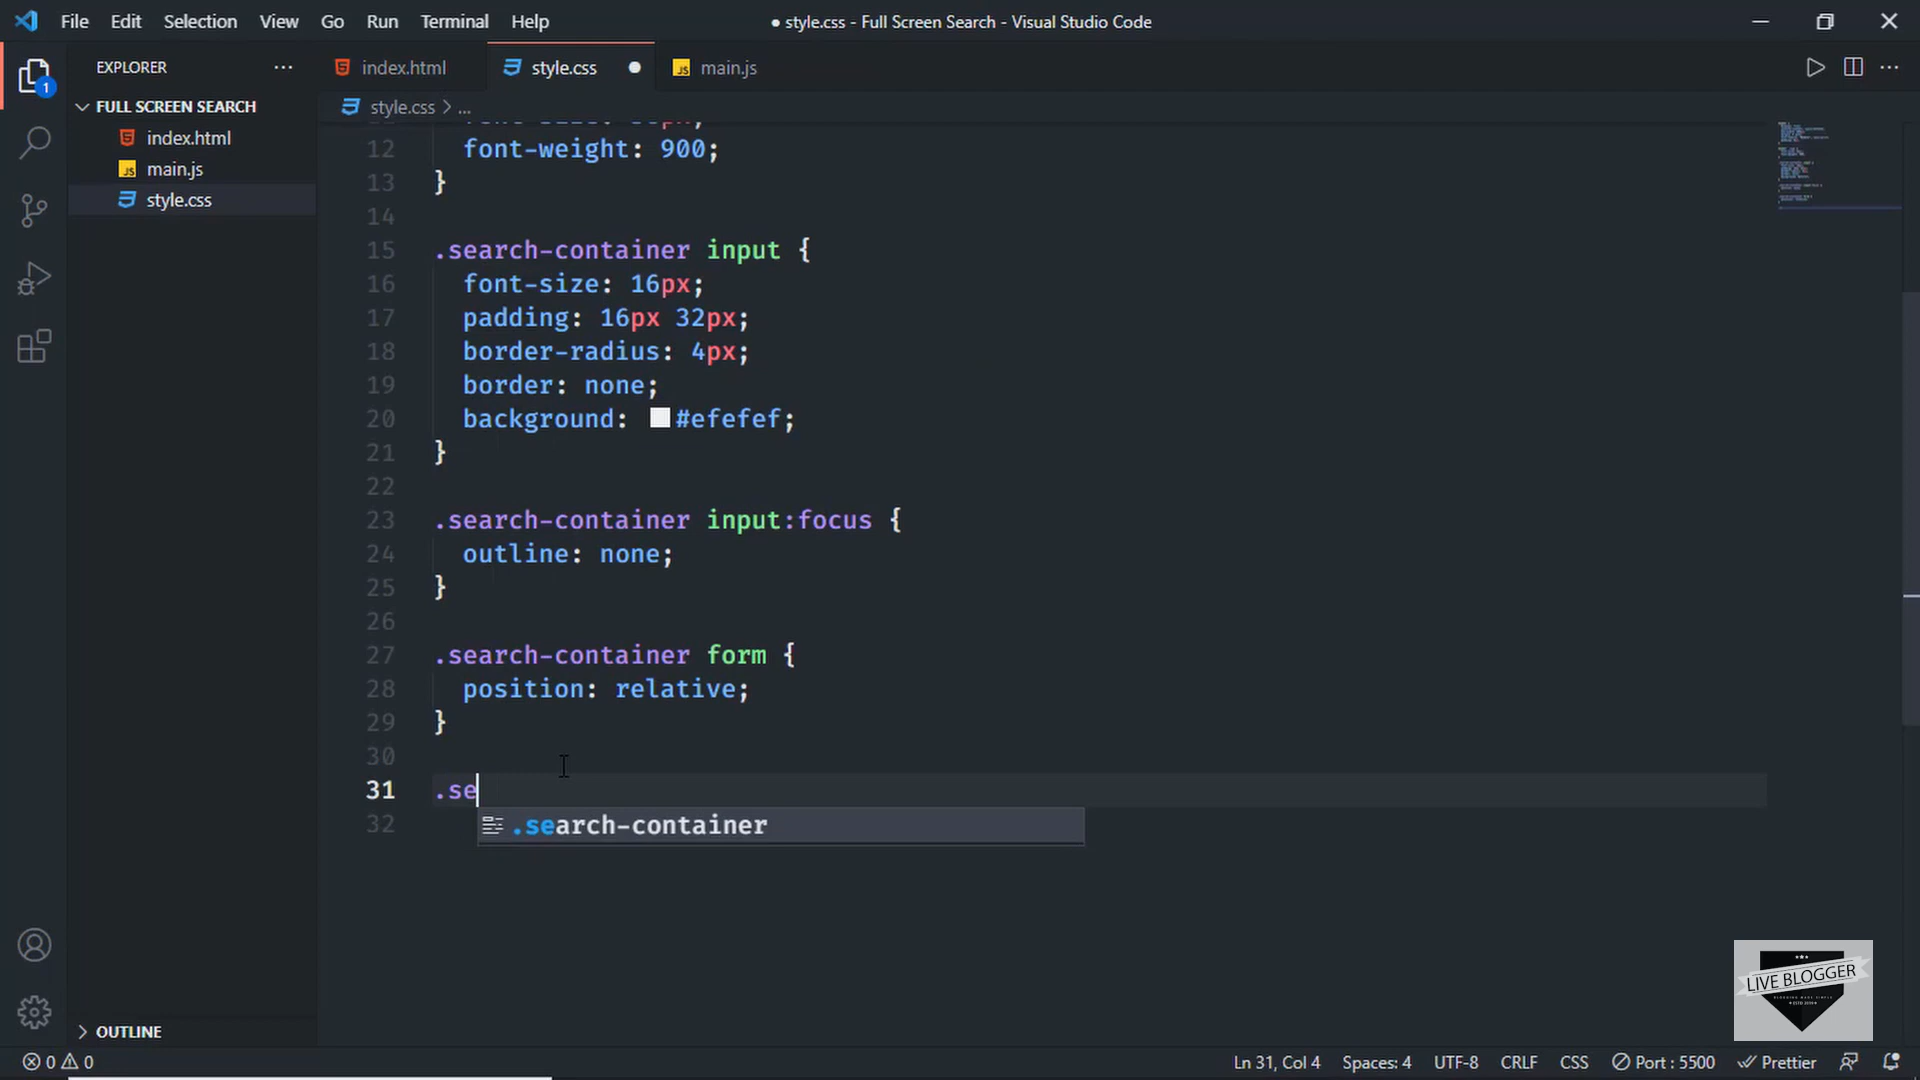 File Edit Selection View Go Run Terminal Help
● style.css - Full Screen Search - Visual Studio Code
EXPLORER
index.html
style.css
JS main.js
FULL SCREEN SEARCH
style.css > ...
1
index.html
JS main.js
style.css
12 font-weight: 900;
13 }
14
15 .search-container input {
16 font-size: 16px;
17 padding: 16px 32px;
18 border-radius: 4px;
19 border: none;
20 background: #efefef;
21 }
22
23 .search-container input:focus {
24 outline: none;
25 }
26
27 .search-container form {
28 position: relative;
29 }
30
31 .se
.search-container
32
LIVE BLOGGER
OUTLINE
0 0
Ln 31, Col 4 Spaces: 4 UTF-8 CRLF CSS Port : 5500 Prettier